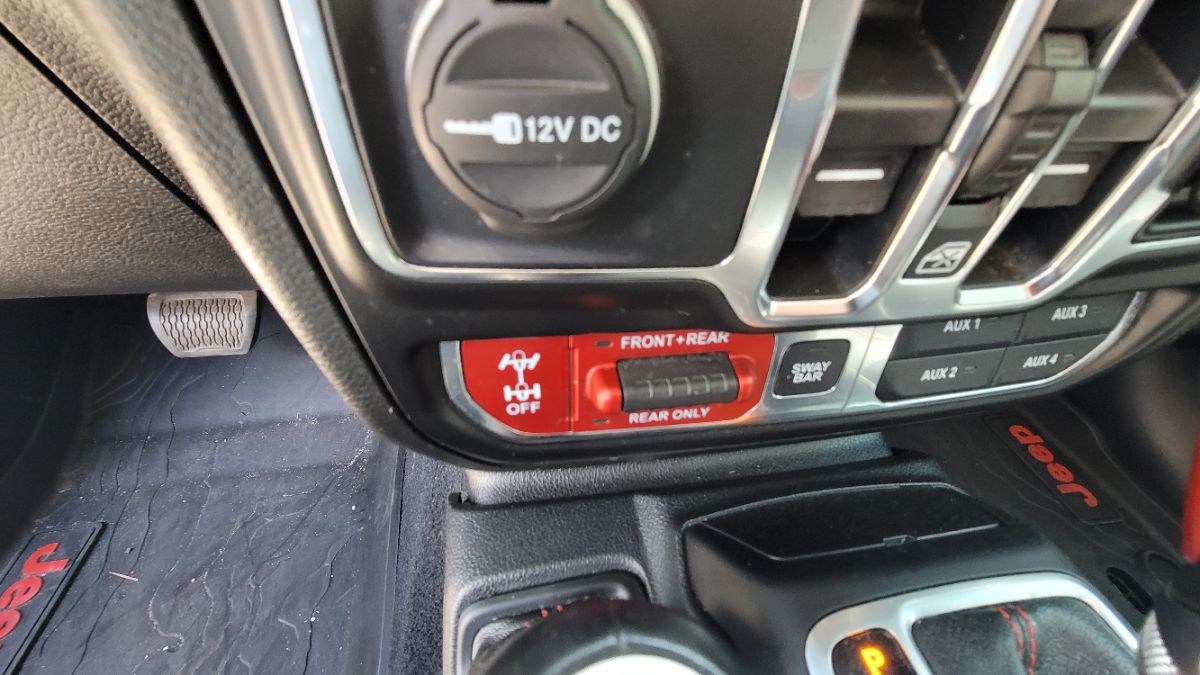 12V DC
FRONT+REAR
OFF
REAR ONLY
SWAY
BAR
AUX 1
AUX 3
AUX 2
AUX 4
Jeep
Jeep
P